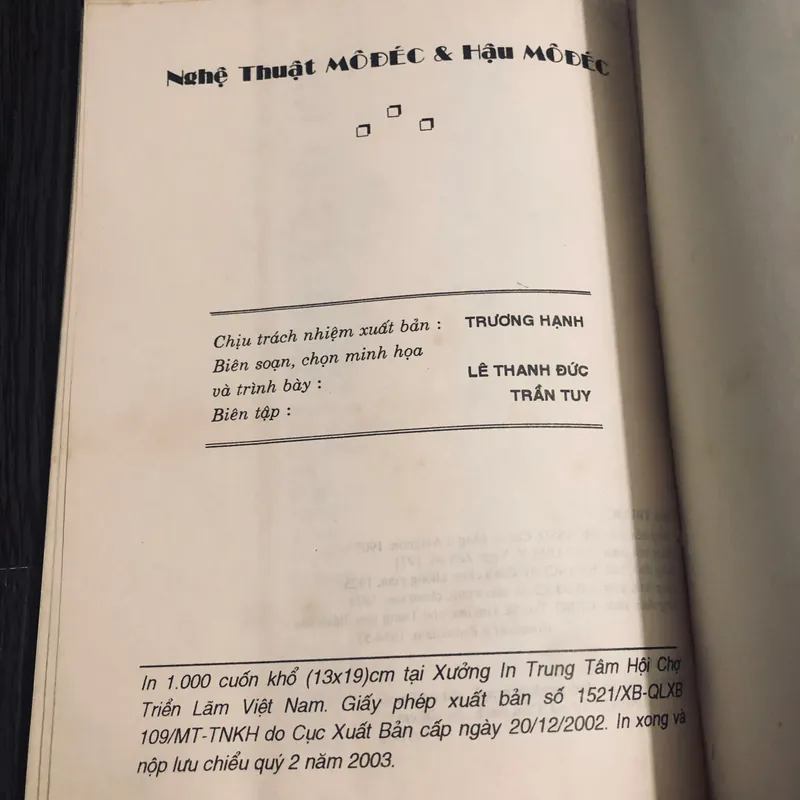 Nghệ Thuật MÔĐÉC & Hậu MÔĐÉC
Chịu trách nhiệm xuất bản : TRƯƠNG HẠNH
Biên soạn, chọn minh họa
và trình bày : LÊ THANH ĐỨC
Biên tập : TRẦN TUY
In 1.000 cuốn khổ (13x19)cm tại Xưởng In Trung Tâm Hội Chợ
Triển Lãm Việt Nam. Giấy phép xuất bản số 1521/XB-QLXB
109/MT-TNKH do Cục Xuất Bản cấp ngày 20/12/2002. In xong và
nộp lưu chiểu quý 2 năm 2003.